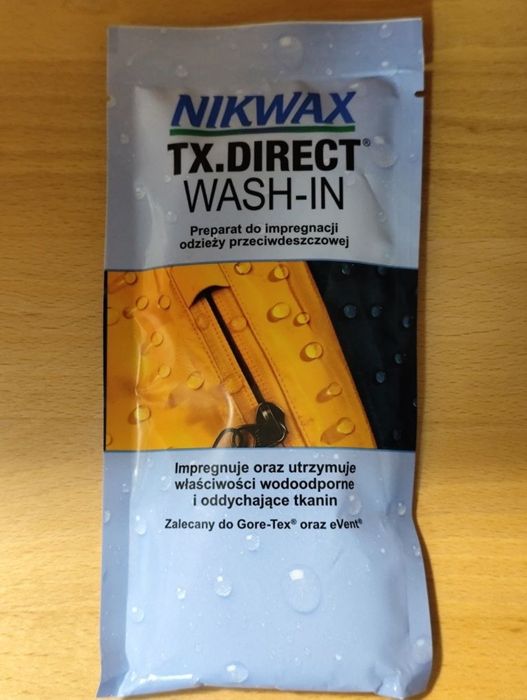 NIKWAX
TX.DIRECT®
WASH-IN
Preparat do impregnacji
odzieży przeciwdeszczowej
Impregnuje oraz utrzymuje
właściwości wodoodporne
i oddychające tkanin
Zalecany do Gore-Tex® oraz eVent®